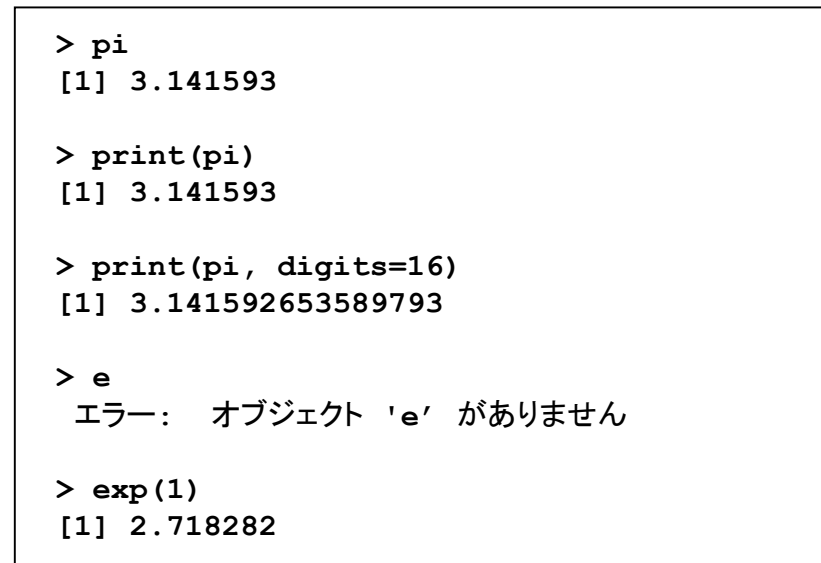 > pi
[1] 3.141593
> print(pi)
[1] 3.141593
> print(pi, digits=16)
[1] 3.141592653589793
> e
エラー:  オブジェクト 'e’ がありません
> exp(1)
[1] 2.718282